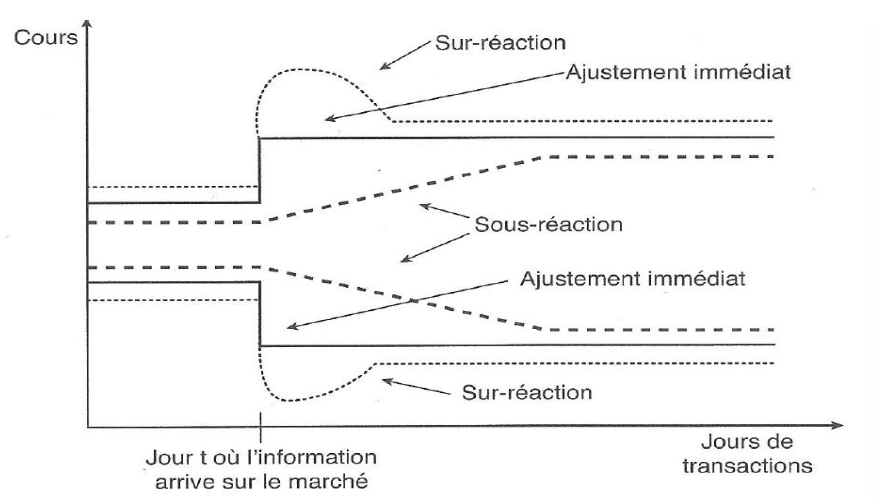 Cours
Sur-réaction
Ajustement immédiat
Sous-réaction
Ajustement immédiat
Sur-réaction
Jour t où l'information
arrive sur le marché
Jours de
transactions